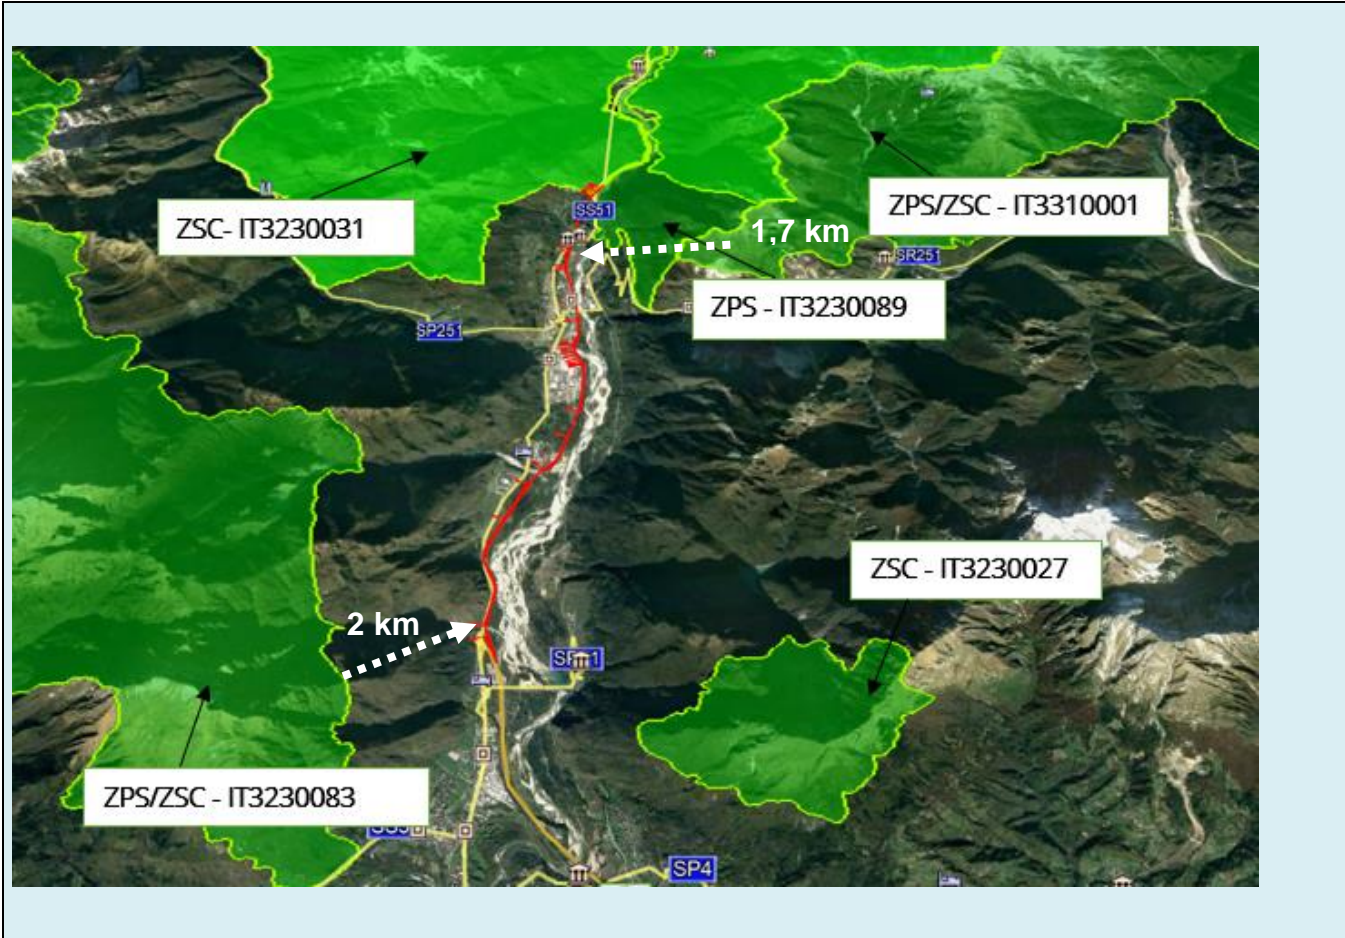 SS51
ZPS/ZSC - IT3310001
ZSC- IT3230031
1,7 km
SR251
ZPS - IT3230089
SP251
ZSC - IT3230027
2 km
ZPS/ZSC - IT3230083
SP4